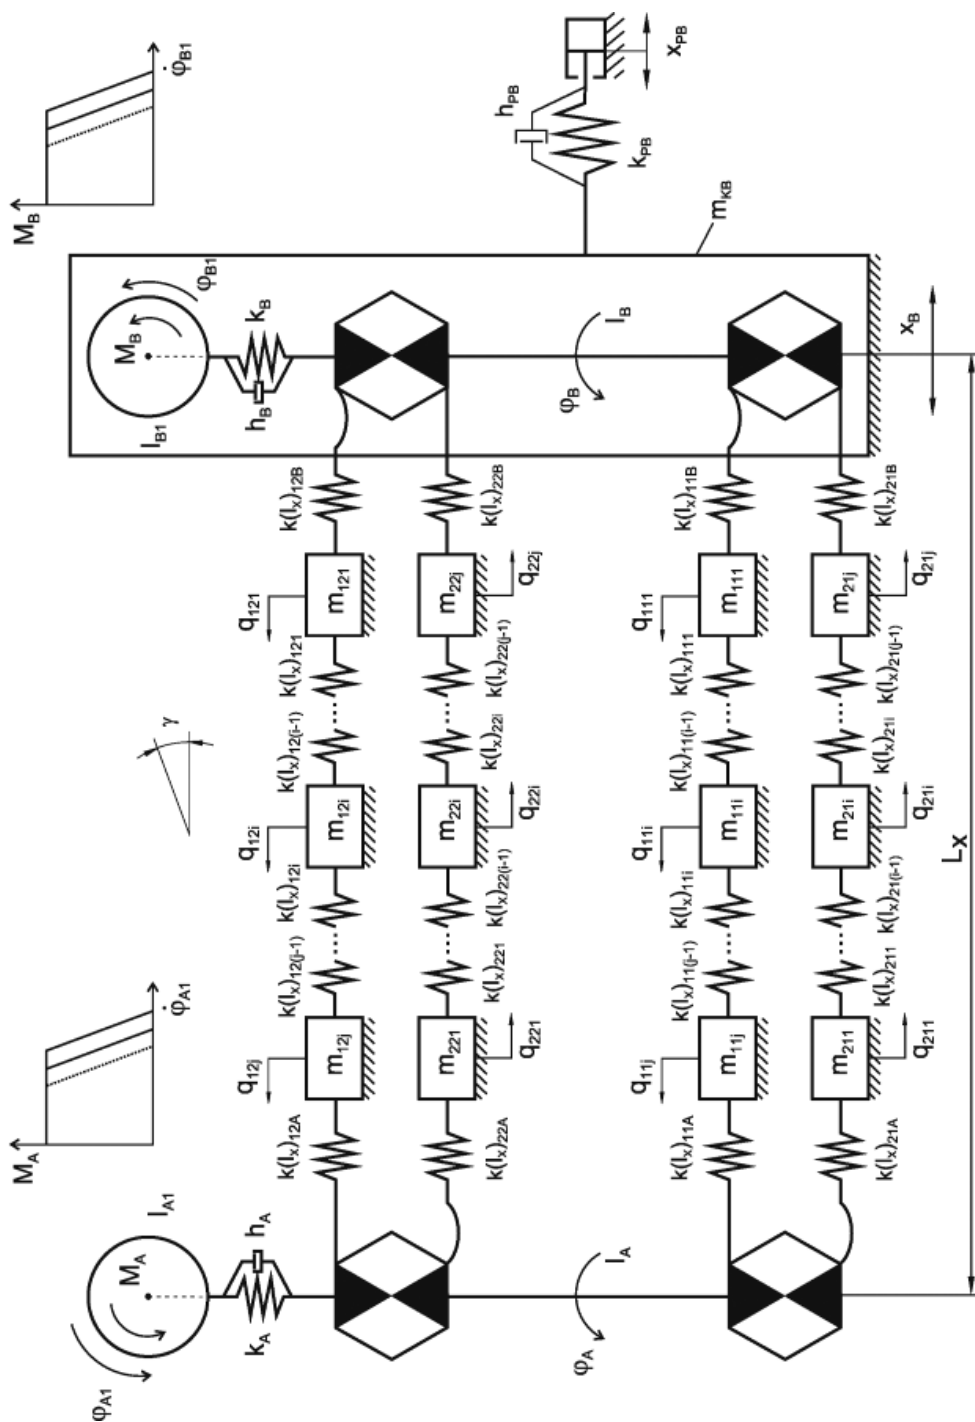 M_B
φ̇_B1
x_PB
h_PB
k_PB
m_KB
φ_B1
M_B
I_B1
k_B
h_B
I_B
φ_B
x_B
k(l_x)_12B
k(l_x)_22B
k(l_x)_11B
k(l_x)_21B
q_121
m_121
m_22j
q_22j
q_111
m_111
m_21j
q_21j
k(l_x)_121
k(l_x)_22(j-1)
k(l_x)_111
k(l_x)_21(j-1)
γ
k(l_x)_12(i-1)
k(l_x)_22i
k(l_x)_11(i-1)
k(l_x)_21i
q_12i
m_12i
m_22i
q_22i
q_11i
m_11i
m_21i
q_21i
L_X
k(l_x)_12i
k(l_x)_22(i-1)
k(l_x)_11i
k(l_x)_21(i-1)
k(l_x)_12(j-1)
k(l_x)_221
k(l_x)_11(j-1)
k(l_x)_211
M_A
φ̇_A1
q_12j
m_12j
m_221
q_221
q_11j
m_11j
m_211
q_211
k(l_x)_12A
k(l_x)_22A
k(l_x)_11A
k(l_x)_21A
I_A1
M_A
h_A
k_A
φ_A1
I_A
φ_A